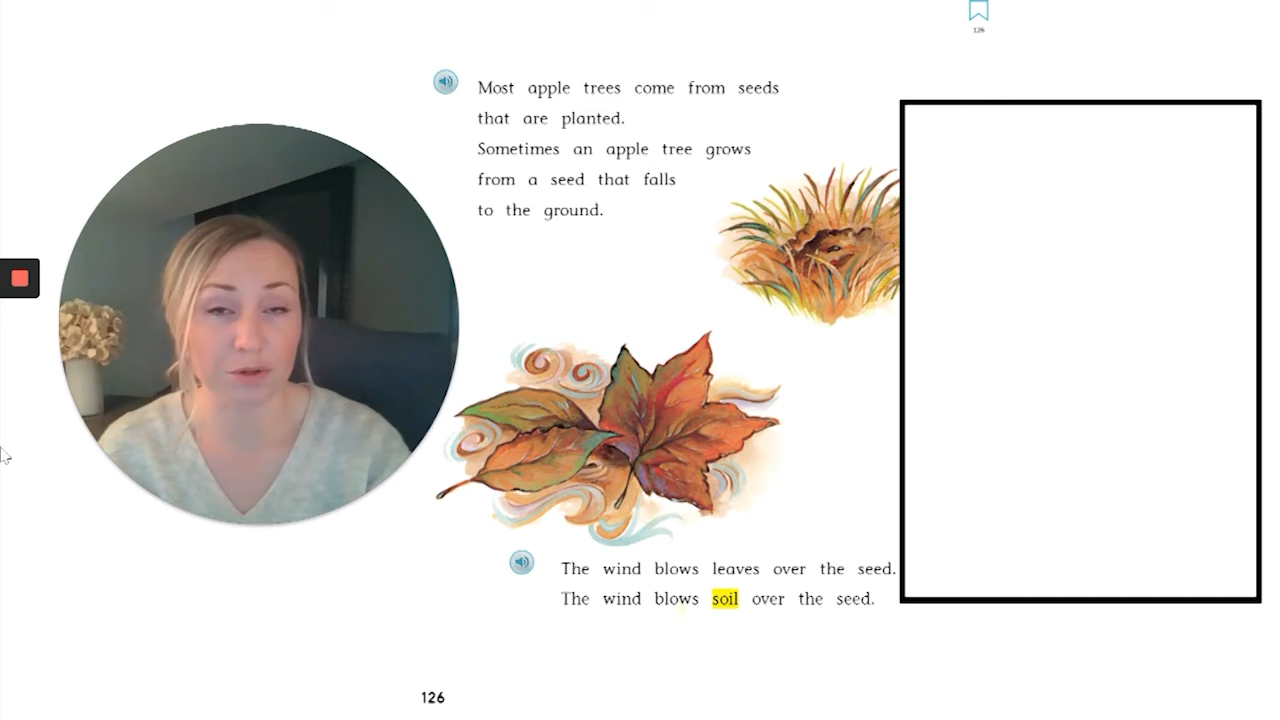 126
Most apple trees come from seeds
that are planted.
Sometimes an apple tree grows
from a seed that falls
to the ground.
The wind blows leaves over the seed.
The wind blows soil over the seed.
126